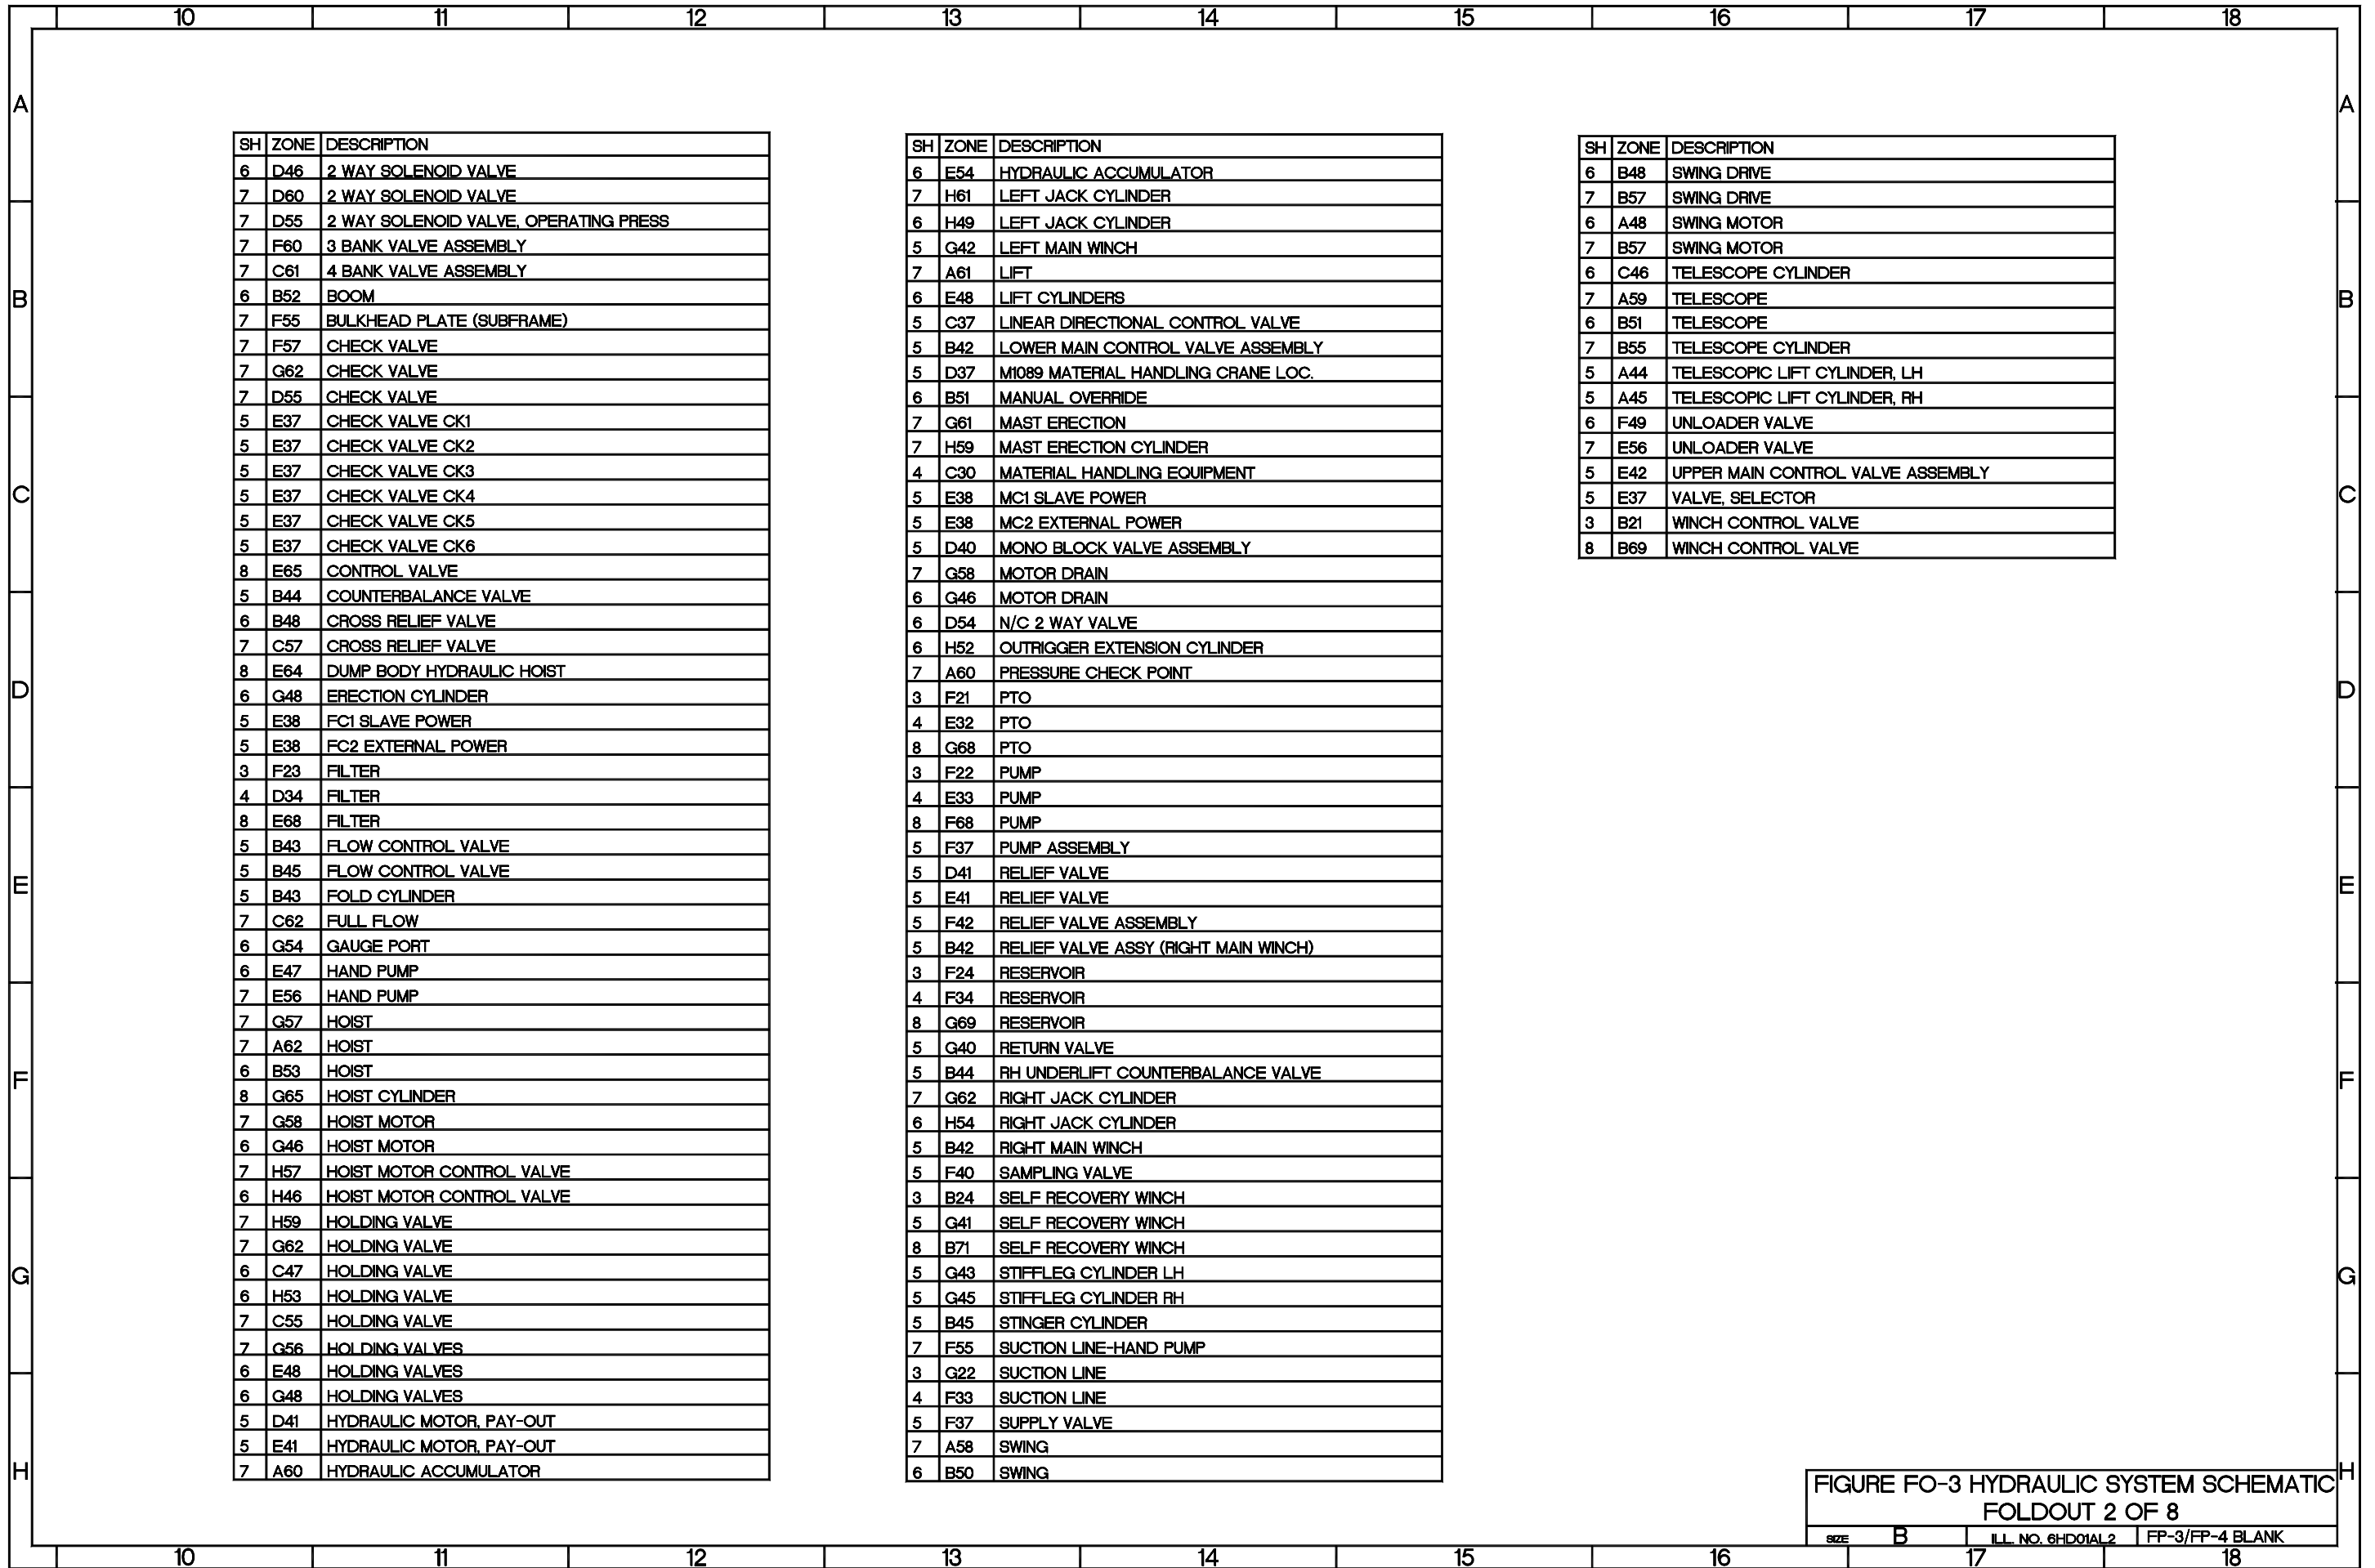 10 11 12 13 14 15 16 17 18
A A
B B
C C
D D
E E
F F
G G
H H
SH ZONE DESCRIPTION
6 D46 2 WAY SOLENOID VALVE
7 D60 2 WAY SOLENOID VALVE
7 D55 2 WAY SOLENOID VALVE, OPERATING PRESS
7 F60 3 BANK VALVE ASSEMBLY
7 C61 4 BANK VALVE ASSEMBLY
6 B52 BOOM
7 F55 BULKHEAD PLATE (SUBFRAME)
7 F57 CHECK VALVE
7 G62 CHECK VALVE
7 D55 CHECK VALVE
5 E37 CHECK VALVE CK1
5 E37 CHECK VALVE CK2
5 E37 CHECK VALVE CK3
5 E37 CHECK VALVE CK4
5 E37 CHECK VALVE CK5
5 E37 CHECK VALVE CK6
8 E65 CONTROL VALVE
5 B44 COUNTERBALANCE VALVE
6 B48 CROSS RELIEF VALVE
7 C57 CROSS RELIEF VALVE
8 E64 DUMP BODY HYDRAULIC HOIST
6 G48 ERECTION CYLINDER
5 E38 FC1 SLAVE POWER
5 E38 FC2 EXTERNAL POWER
3 F23 FILTER
4 D34 FILTER
8 E68 FILTER
5 B43 FLOW CONTROL VALVE
5 B45 FLOW CONTROL VALVE
5 B43 FOLD CYLINDER
7 C62 FULL FLOW
6 G54 GAUGE PORT
6 E47 HAND PUMP
7 E56 HAND PUMP
7 G57 HOIST
7 A62 HOIST
6 B53 HOIST
8 G65 HOIST CYLINDER
7 G58 HOIST MOTOR
6 G46 HOIST MOTOR
7 H57 HOIST MOTOR CONTROL VALVE
6 H46 HOIST MOTOR CONTROL VALVE
7 H59 HOLDING VALVE
7 G62 HOLDING VALVE
6 C47 HOLDING VALVE
6 H53 HOLDING VALVE
7 C55 HOLDING VALVE
7 G56 HOLDING VALVES
6 E48 HOLDING VALVES
6 G48 HOLDING VALVES
5 D41 HYDRAULIC MOTOR, PAY-OUT
5 E41 HYDRAULIC MOTOR, PAY-OUT
7 A60 HYDRAULIC ACCUMULATOR
SH ZONE DESCRIPTION
6 E54 HYDRAULIC ACCUMULATOR
7 H61 LEFT JACK CYLINDER
6 H49 LEFT JACK CYLINDER
5 G42 LEFT MAIN WINCH
7 A61 LIFT
6 E48 LIFT CYLINDERS
5 C37 LINEAR DIRECTIONAL CONTROL VALVE
5 B42 LOWER MAIN CONTROL VALVE ASSEMBLY
5 D37 M1089 MATERIAL HANDLING CRANE LOC.
6 B51 MANUAL OVERRIDE
7 G61 MAST ERECTION
7 H59 MAST ERECTION CYLINDER
4 C30 MATERIAL HANDLING EQUIPMENT
5 E38 MC1 SLAVE POWER
5 E38 MC2 EXTERNAL POWER
5 D40 MONO BLOCK VALVE ASSEMBLY
7 G58 MOTOR DRAIN
6 G46 MOTOR DRAIN
6 D54 N/C 2 WAY VALVE
6 H52 OUTRIGGER EXTENSION CYLINDER
7 A60 PRESSURE CHECK POINT
3 F21 PTO
4 E32 PTO
8 G68 PTO
3 F22 PUMP
4 E33 PUMP
8 F68 PUMP
5 F37 PUMP ASSEMBLY
5 D41 RELIEF VALVE
5 E41 RELIEF VALVE
5 F42 RELIEF VALVE ASSEMBLY
5 B42 RELIEF VALVE ASSY (RIGHT MAIN WINCH)
3 F24 RESERVOIR
4 F34 RESERVOIR
8 G69 RESERVOIR
5 G40 RETURN VALVE
5 B44 RH UNDERLIFT COUNTERBALANCE VALVE
7 G62 RIGHT JACK CYLINDER
6 H54 RIGHT JACK CYLINDER
5 B42 RIGHT MAIN WINCH
5 F40 SAMPLING VALVE
3 B24 SELF RECOVERY WINCH
5 G41 SELF RECOVERY WINCH
8 B71 SELF RECOVERY WINCH
5 G43 STIFFLEG CYLINDER LH
5 G45 STIFFLEG CYLINDER RH
5 B45 STINGER CYLINDER
7 F55 SUCTION LINE-HAND PUMP
3 G22 SUCTION LINE
4 F33 SUCTION LINE
5 F37 SUPPLY VALVE
7 A58 SWING
6 B50 SWING
SH ZONE DESCRIPTION
6 B48 SWING DRIVE
7 B57 SWING DRIVE
6 A48 SWING MOTOR
7 B57 SWING MOTOR
6 C46 TELESCOPE CYLINDER
7 A59 TELESCOPE
6 B51 TELESCOPE
7 B55 TELESCOPE CYLINDER
5 A44 TELESCOPIC LIFT CYLINDER, LH
5 A45 TELESCOPIC LIFT CYLINDER, RH
6 F49 UNLOADER VALVE
7 E56 UNLOADER VALVE
5 E42 UPPER MAIN CONTROL VALVE ASSEMBLY
5 E37 VALVE, SELECTOR
3 B21 WINCH CONTROL VALVE
8 B69 WINCH CONTROL VALVE
FIGURE FO-3 HYDRAULIC SYSTEM SCHEMATIC
FOLDOUT 2 OF 8
SIZE B ILL. NO. 6HD01AL2 FP-3/FP-4 BLANK
10 11 12 13 14 15 16 17 18